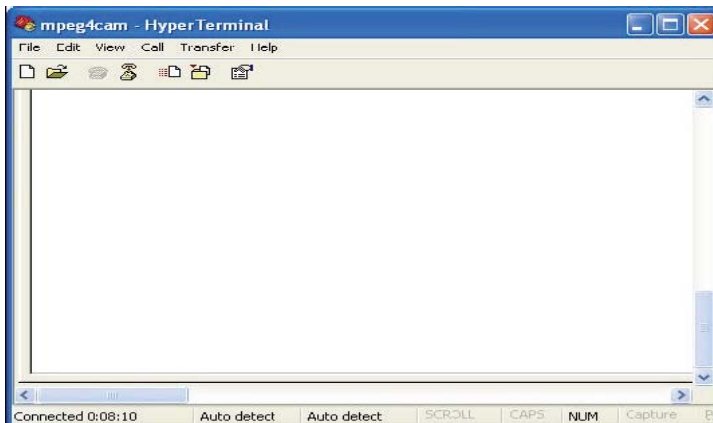 mpeg4cam - HyperTerminal
File Edit View Call Transfer Help
Connected 0:08:10 Auto detect Auto detect SCROLL CAPS NUM Capture P